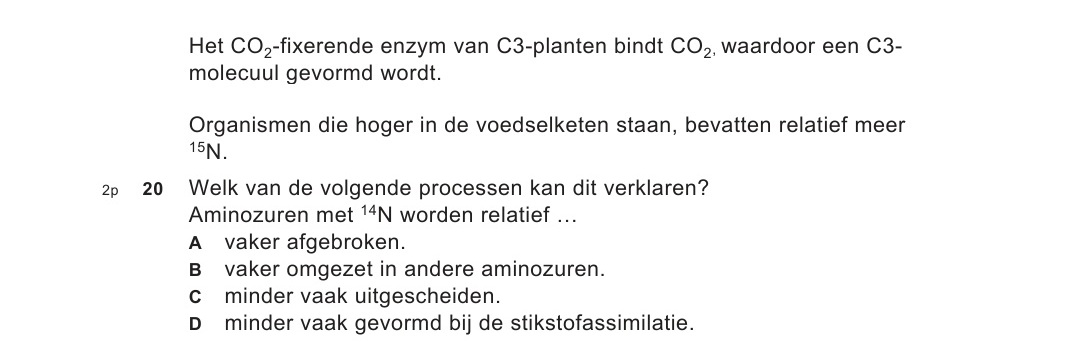 Het CO₂-fixerende enzym van C3-planten bindt CO₂, waardoor een C3-
molecuul gevormd wordt.
Organismen die hoger in de voedselketen staan, bevatten relatief meer
¹⁵N.
2p 20 Welk van de volgende processen kan dit verklaren?
Aminozuren met ¹⁴N worden relatief …
A vaker afgebroken.
B vaker omgezet in andere aminozuren.
C minder vaak uitgescheiden.
D minder vaak gevormd bij de stikstofassimilatie.